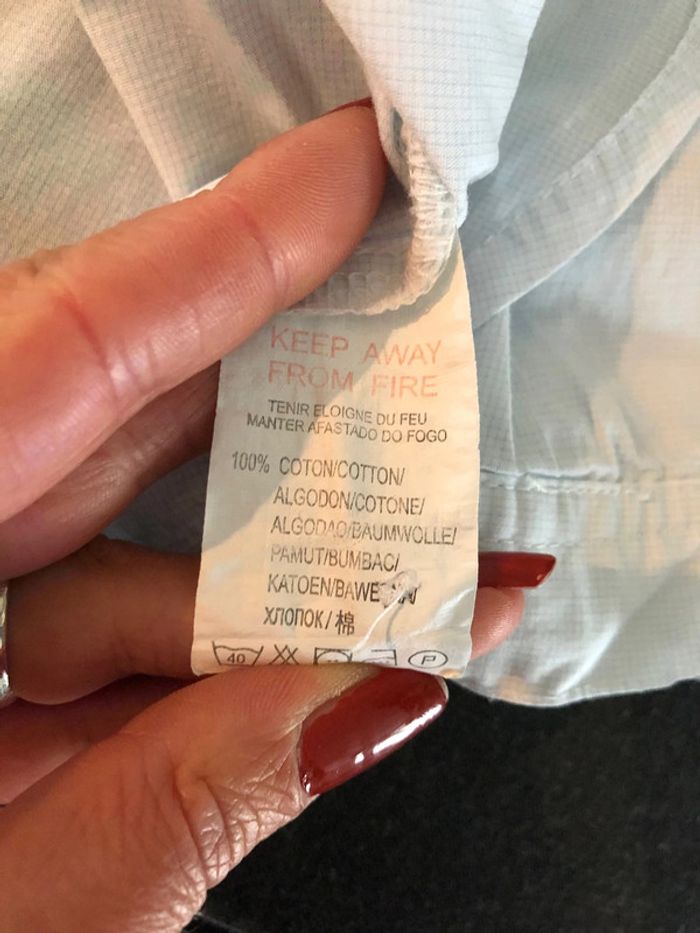 KEEP AWAY
FROM FIRE
TENIR ELOIGNE DU FEU
MANTER AFASTADO DO FOGO
100% COTON/COTTON/
ALGODON/COTONE/
ALGODAO/BAUMWOLLE/
PAMUT/BUMBAC/
KATOEN/
ХЛОПОК/棉
40
P